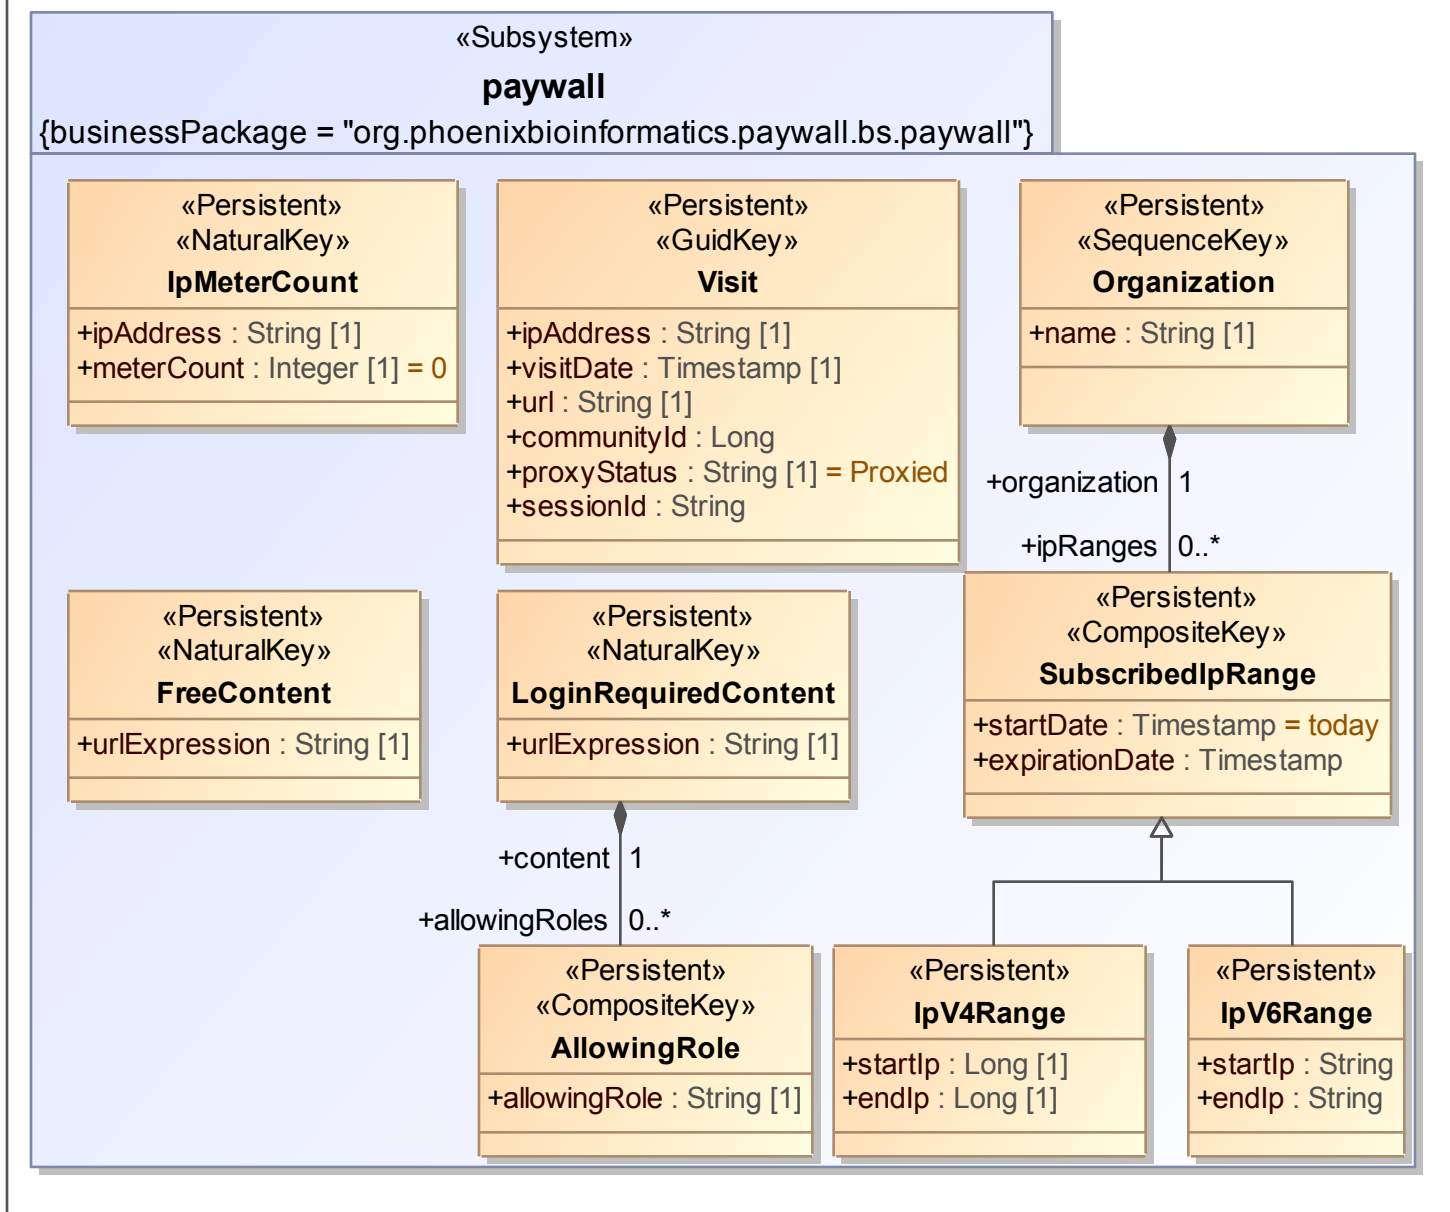 «Subsystem»
paywall
{businessPackage = "org.phoenixbioinformatics.paywall.bs.paywall"}
«Persistent»
«NaturalKey»
IpMeterCount
+ipAddress : String [1]
+meterCount : Integer [1] = 0
«Persistent»
«GuidKey»
Visit
+ipAddress : String [1]
+visitDate : Timestamp [1]
+url : String [1]
+communityId : Long
+proxyStatus : String [1] = Proxied
+sessionId : String
«Persistent»
«SequenceKey»
Organization
+name : String [1]
+organization 1
+ipRanges 0..*
«Persistent»
«NaturalKey»
FreeContent
+urlExpression : String [1]
«Persistent»
«NaturalKey»
LoginRequiredContent
+urlExpression : String [1]
«Persistent»
«CompositeKey»
SubscribedIpRange
+startDate : Timestamp = today
+expirationDate : Timestamp
+content 1
+allowingRoles 0..*
«Persistent»
«CompositeKey»
AllowingRole
+allowingRole : String [1]
«Persistent»
IpV4Range
+startIp : Long [1]
+endIp : Long [1]
«Persistent»
IpV6Range
+startIp : String
+endIp : String